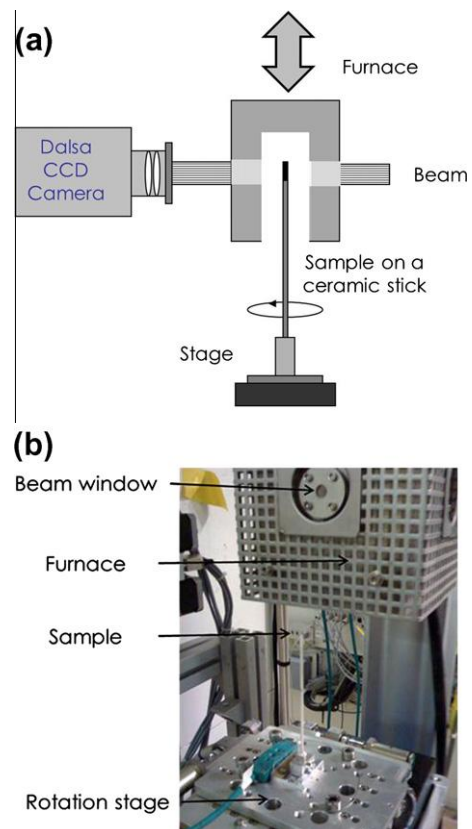 (a)
Furnace
Dalsa
CCD
Camera
Beam
Sample on a
ceramic stick
Stage
(b)
Beam window
Furnace
Sample
Rotation stage